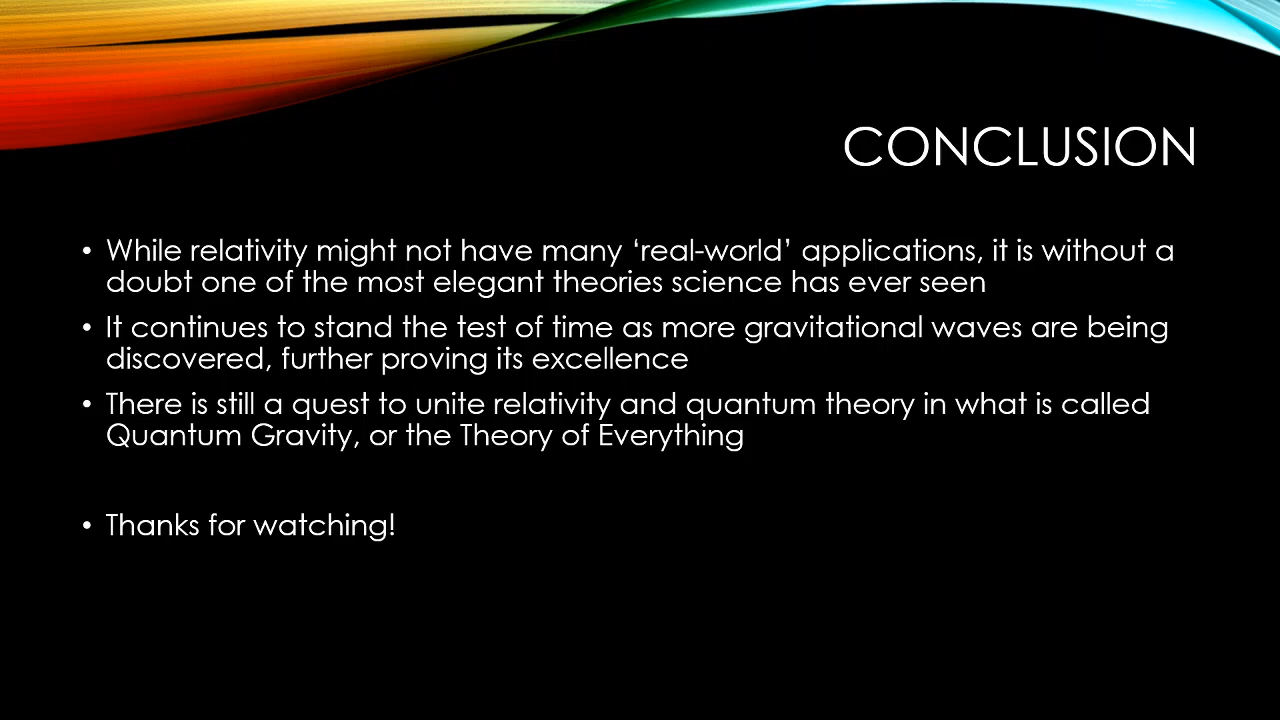 CONCLUSION
• While relativity might not have many ‘real-world’ applications, it is without a
doubt one of the most elegant theories science has ever seen
• It continues to stand the test of time as more gravitational waves are being
discovered, further proving its excellence
• There is still a quest to unite relativity and quantum theory in what is called
Quantum Gravity, or the Theory of Everything
• Thanks for watching!